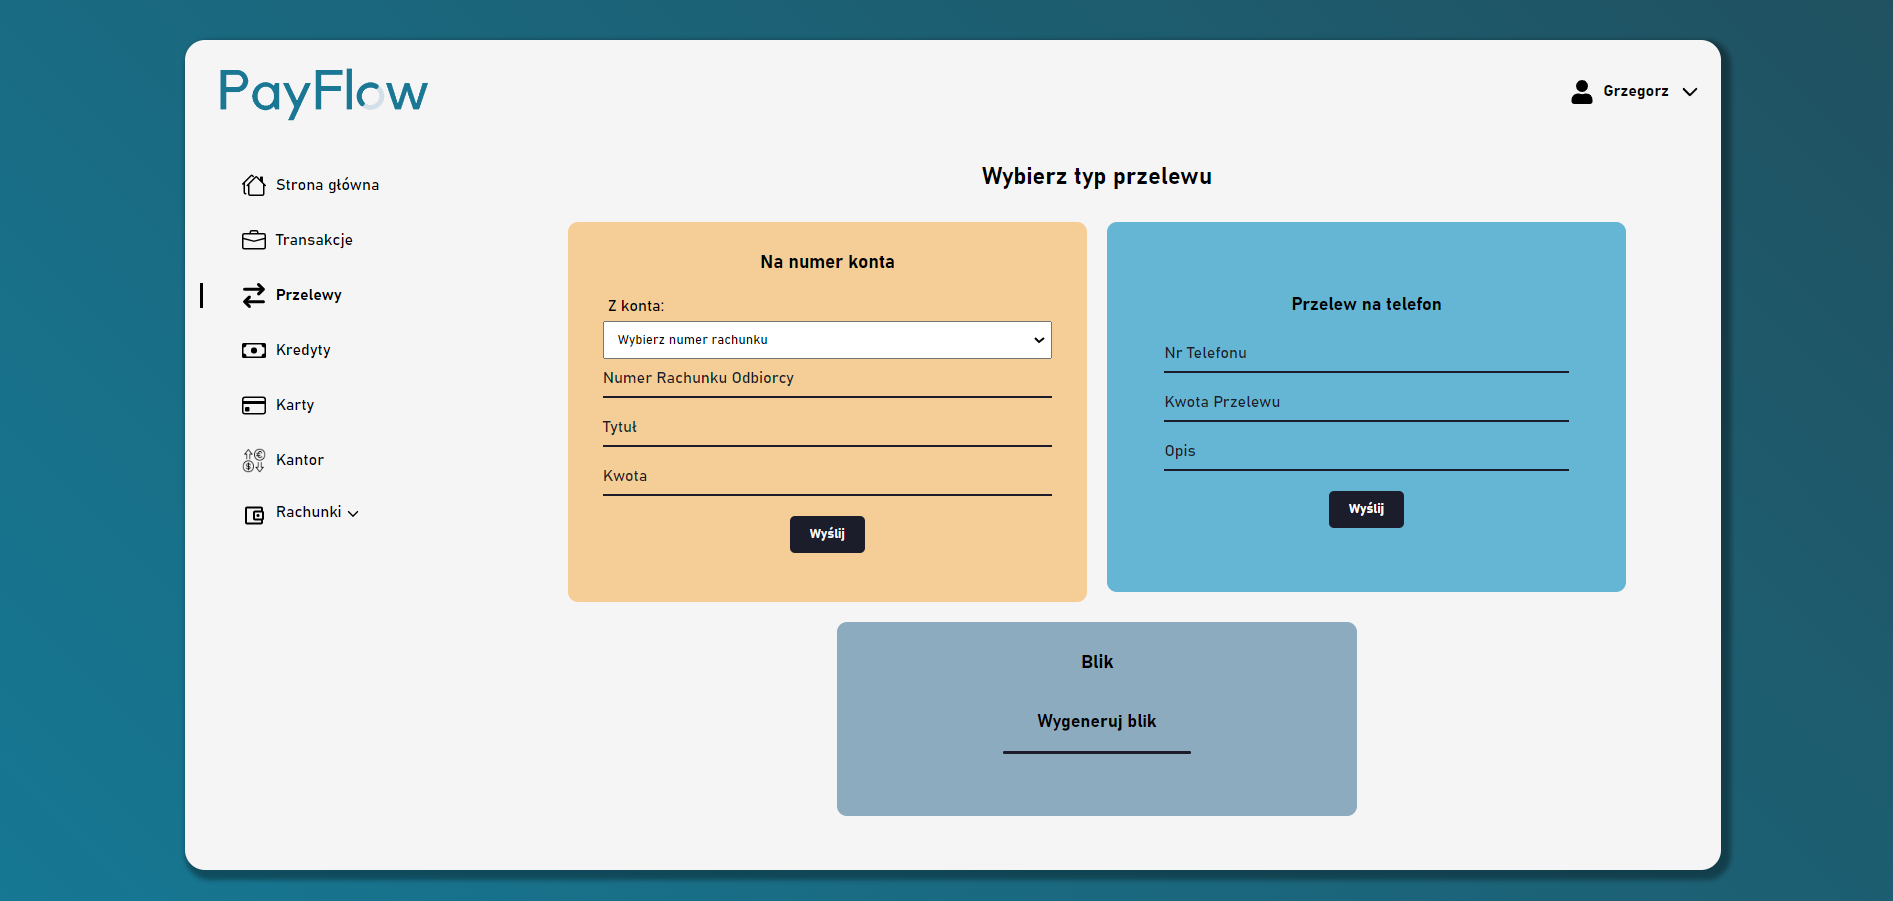 PayFlow
Grzegorz
Strona główna
Transakcje
Przelewy
Kredyty
Karty
Kantor
Rachunki
Wybierz typ przelewu
Na numer konta
Z konta:
Wybierz numer rachunku
Numer Rachunku Odbiorcy
Tytuł
Kwota
Wyślij
Przelew na telefon
Nr Telefonu
Kwota Przelewu
Opis
Wyślij
Blik
Wygeneruj blik